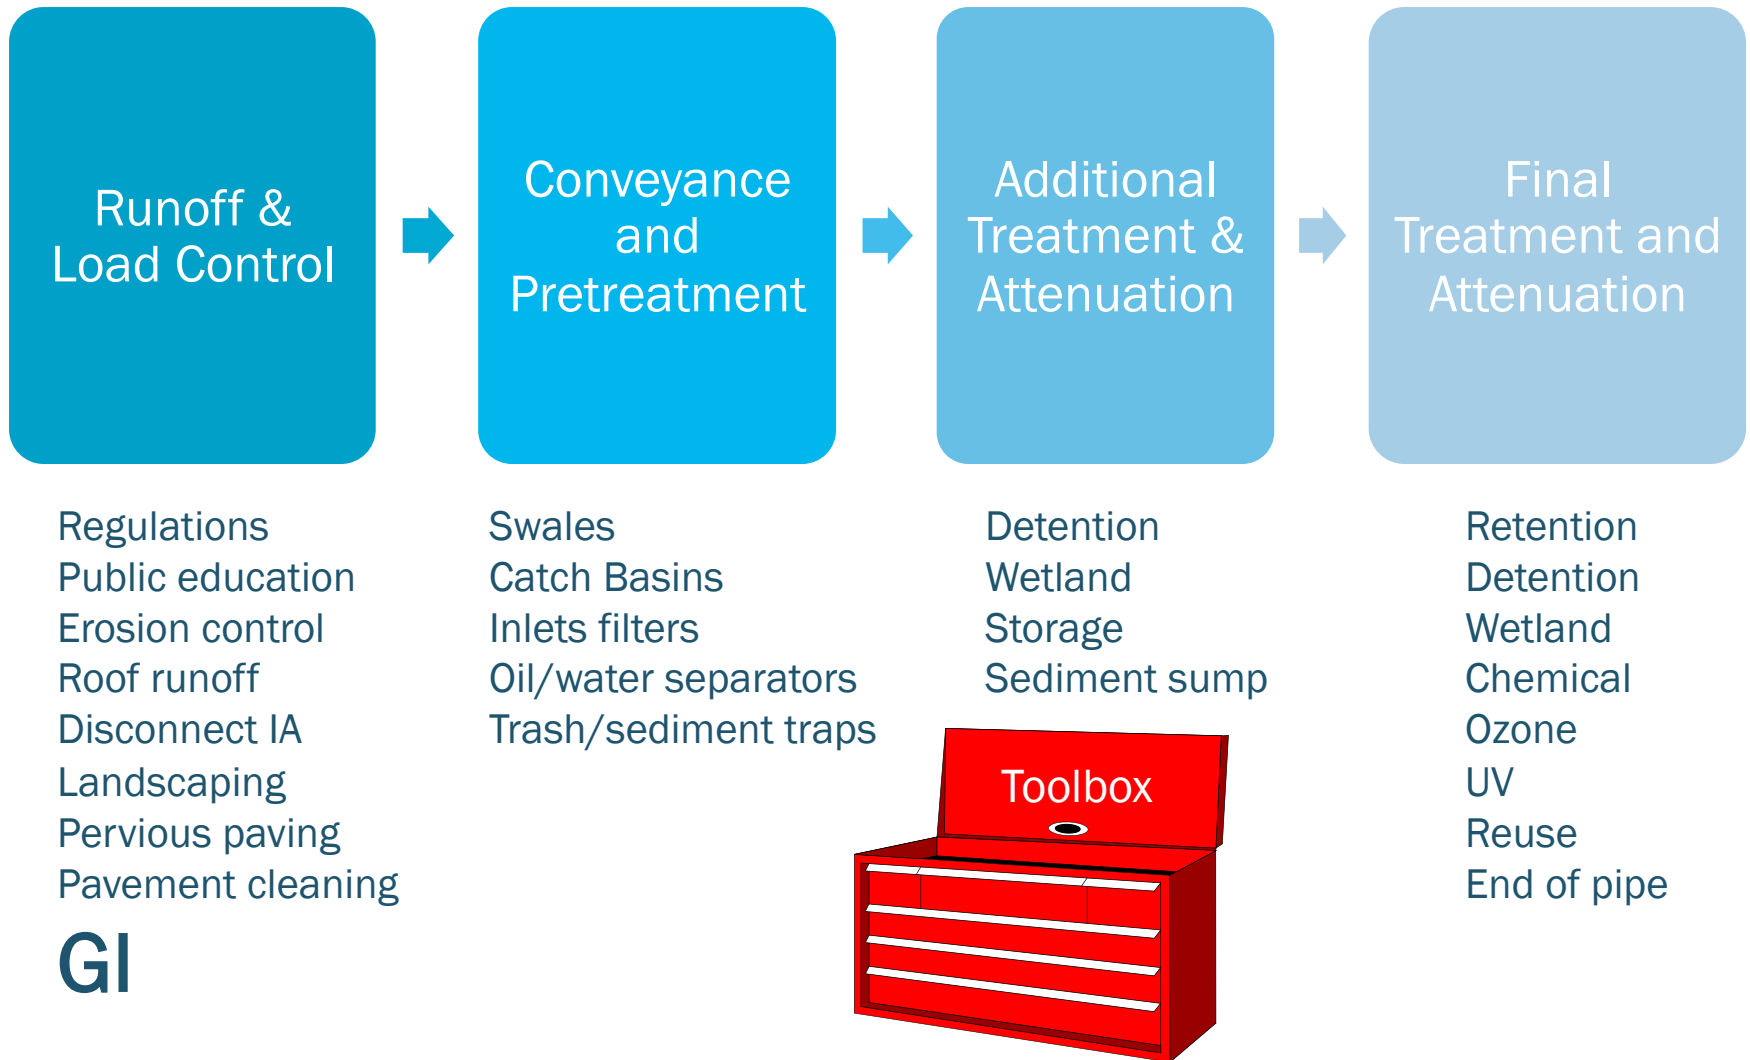 Runoff &
Load Control
Conveyance
and
Pretreatment
Additional
Treatment &
Attenuation
Final
Treatment and
Attenuation
Regulations
Public education
Erosion control
Roof runoff
Disconnect IA
Landscaping
Pervious paving
Pavement cleaning
GI
Swales
Catch Basins
Inlets filters
Oil/water separators
Trash/sediment traps
Detention
Wetland
Storage
Sediment sump
Toolbox
Retention
Detention
Wetland
Chemical
Ozone
UV
Reuse
End of pipe